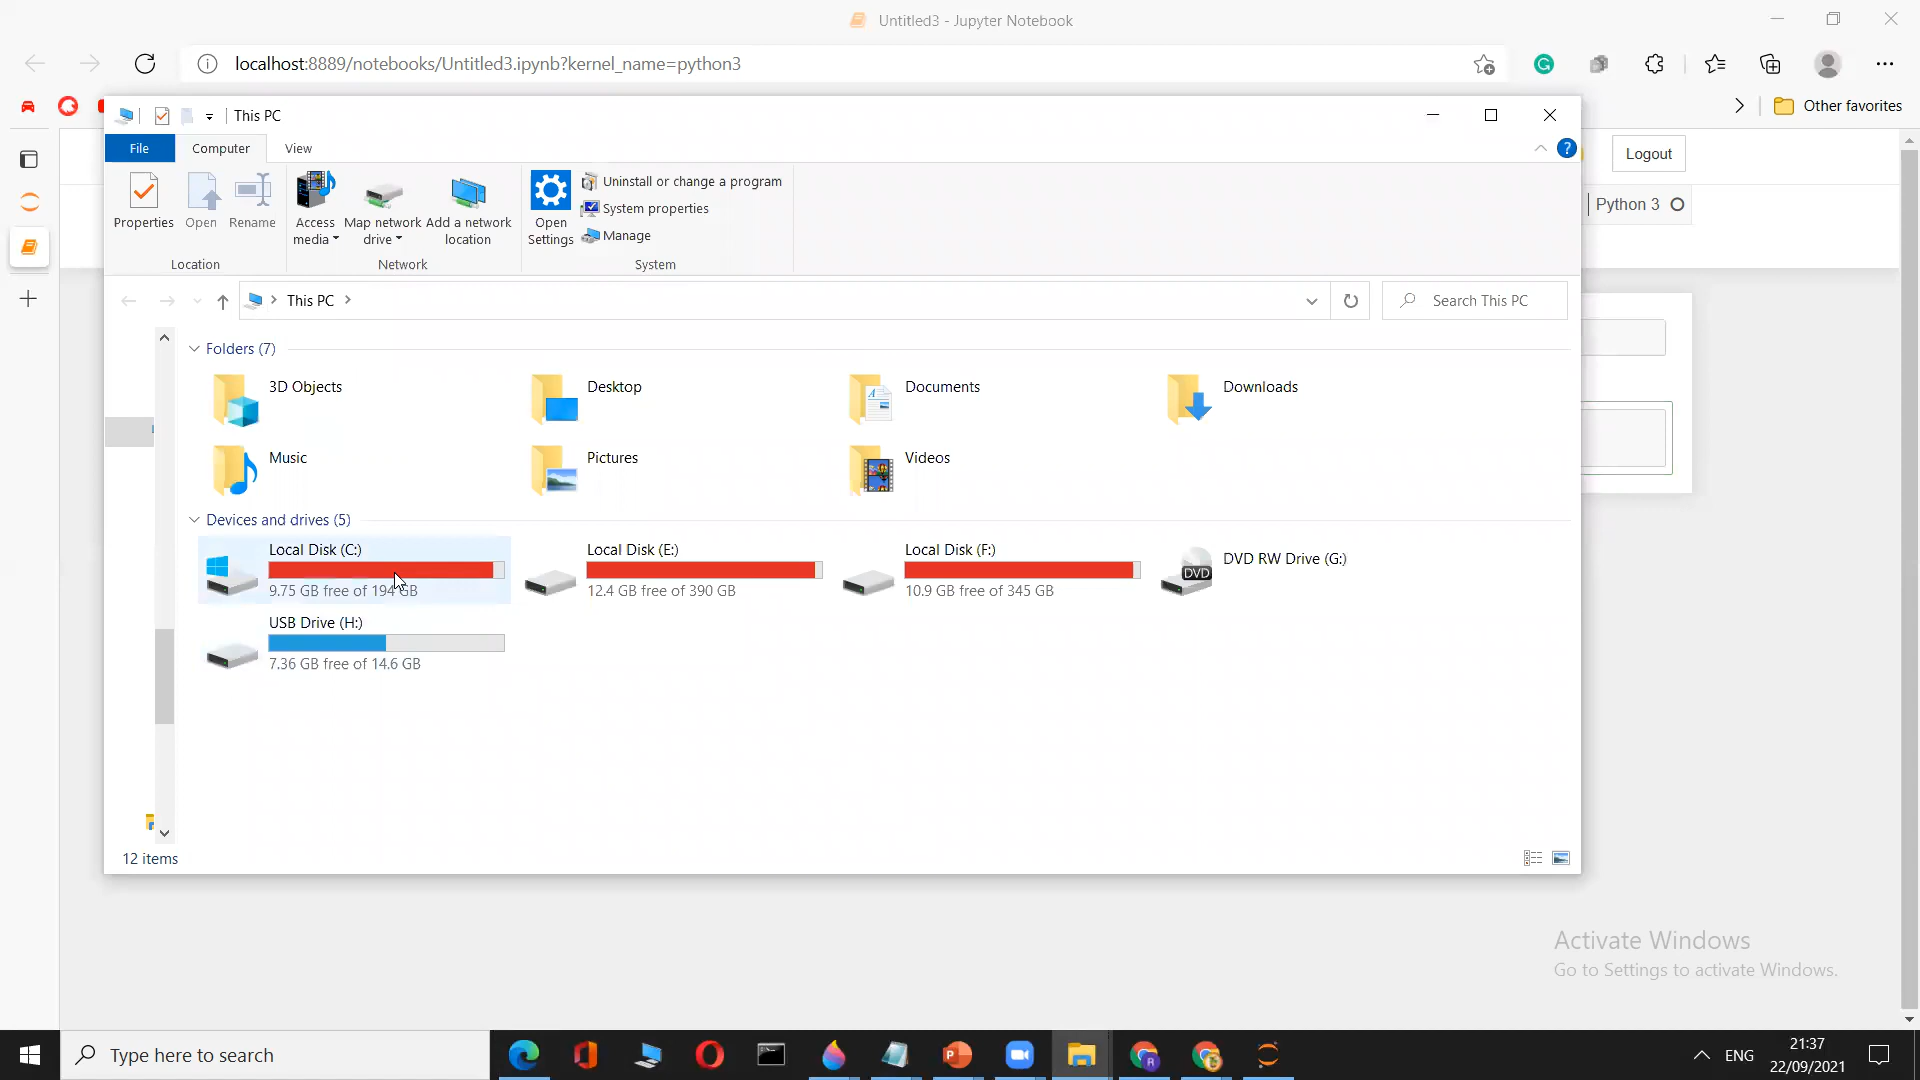 Untitled3 - Jupyter Notebook
localhost:8889/notebooks/Untitled3.ipynb?kernel_name=python3
Other favorites
This PC
File Computer View
Logout
Python 3
Properties Open Rename
Access media
Map network drive
Add a network location
Open Settings
Uninstall or change a program
System properties
Manage
Location Network System
This PC
Search This PC
Folders (7)
3D Objects Desktop Documents Downloads
Music Pictures Videos
Devices and drives (5)
Local Disk (C:)
9.75 GB free of 194 GB
Local Disk (E:)
12.4 GB free of 390 GB
Local Disk (F:)
10.9 GB free of 345 GB
DVD RW Drive (G:)
DVD
USB Drive (H:)
7.36 GB free of 14.6 GB
12 items
Activate Windows
Go to Settings to activate Windows.
Type here to search
ENG
21:37
22/09/2021